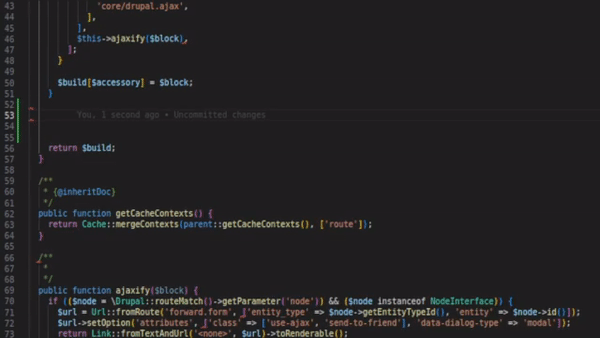 43 'core/drupal.ajax',
44 ],
45 ],
46 $this->ajaxify($block),
47 ];
48 }
49
50 $build[$accessory] = $block;
51 }
52
53 You, 1 second ago • Uncommitted changes
54
55
56 return $build;
57 }
58
59 /**
60 * {@inheritDoc}
61 */
62 public function getCacheContexts() {
63 return Cache::mergeContexts(parent::getCacheContexts(), ['route']);
64 }
65
66 /**
67 *
68 */
69 public function ajaxify($block) {
70 if (($node = \Drupal::routeMatch()->getParameter('node')) && ($node instanceof NodeInterface)) {
71 $url = Url::fromRoute('forward.form', ['entity_type' => $node->getEntityTypeId(), 'entity' => $node->id()]);
72 $url->setOption('attributes', ['class' => ['use-ajax', 'send-to-friend'], 'data-dialog-type' => 'modal']);
73 return Link::fromTextAndUrl('<none>', $url)->toRenderable();